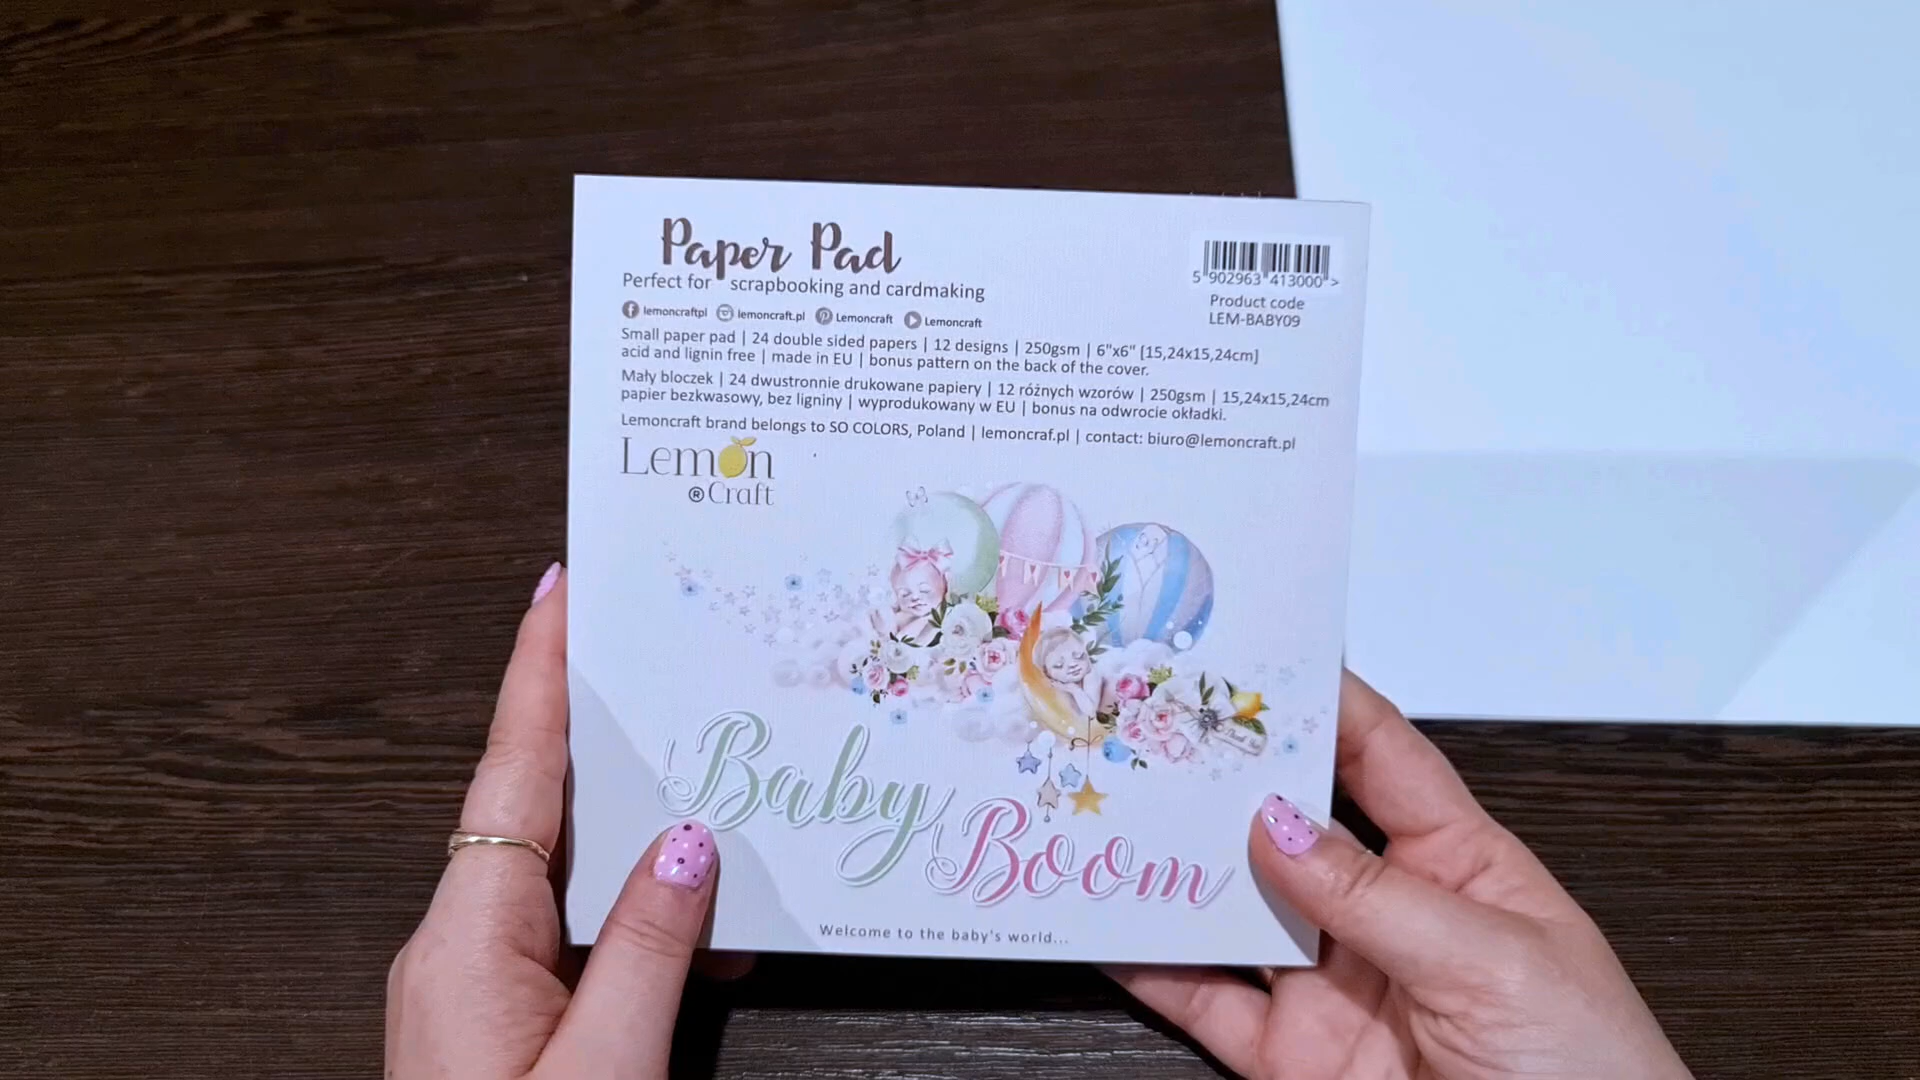 Paper Pad
Perfect for scrapbooking and cardmaking
lemoncraftpl lemoncraft.pl Lemoncraft Lemoncraft
5 902963 413000 >
Product code
LEM-BABY09
Small paper pad | 24 double sided papers | 12 designs | 250gsm | 6"x6" [15,24x15,24cm]
acid and lignin free | made in EU | bonus pattern on the back of the cover.
Mały bloczek | 24 dwustronnie drukowane papiery | 12 różnych wzorów | 250gsm | 15,24x15,24cm
papier bezkwasowy, bez ligniny | wyprodukowany w EU | bonus na odwrocie okładki.
Lemoncraft brand belongs to SO COLORS, Poland | lemoncraf.pl | contact: biuro@lemoncraft.pl
Lemon
® Craft
Baby
Boom
Welcome to the baby's world...